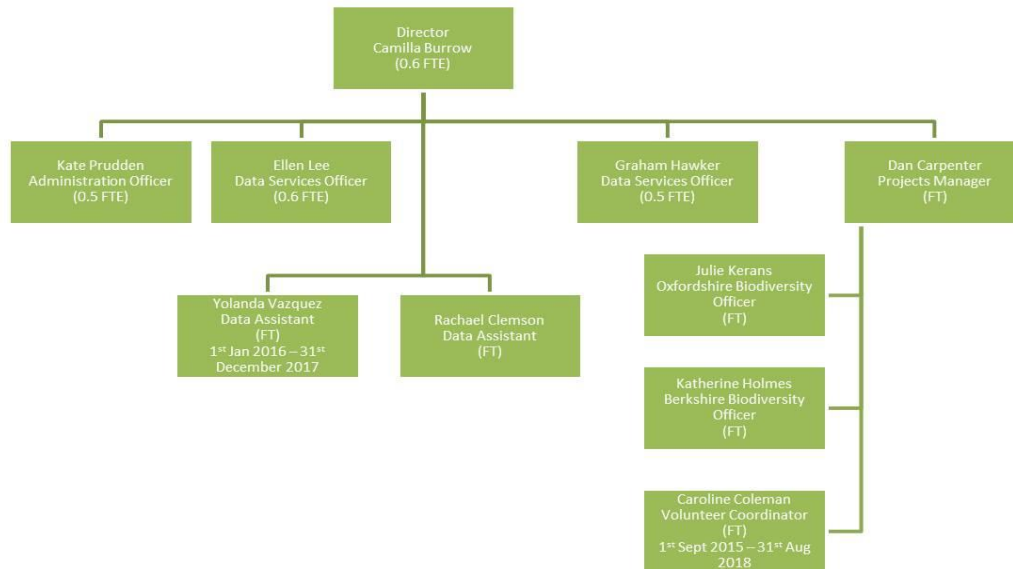 Director
Camilla Burrow
(0.6 FTE)
Kate Prudden
Administration Officer
(0.5 FTE)
Ellen Lee
Data Services Officer
(0.6 FTE)
Graham Hawker
Data Services Officer
(0.5 FTE)
Dan Carpenter
Projects Manager
(FT)
Julie Kerans
Oxfordshire Biodiversity
Officer
(FT)
Yolanda Vazquez
Data Assistant
(FT)
1st Jan 2016 – 31st
December 2017
Rachael Clemson
Data Assistant
(FT)
Katherine Holmes
Berkshire Biodiversity
Officer
(FT)
Caroline Coleman
Volunteer Coordinator
(FT)
1st Sept 2015 – 31st Aug
2018